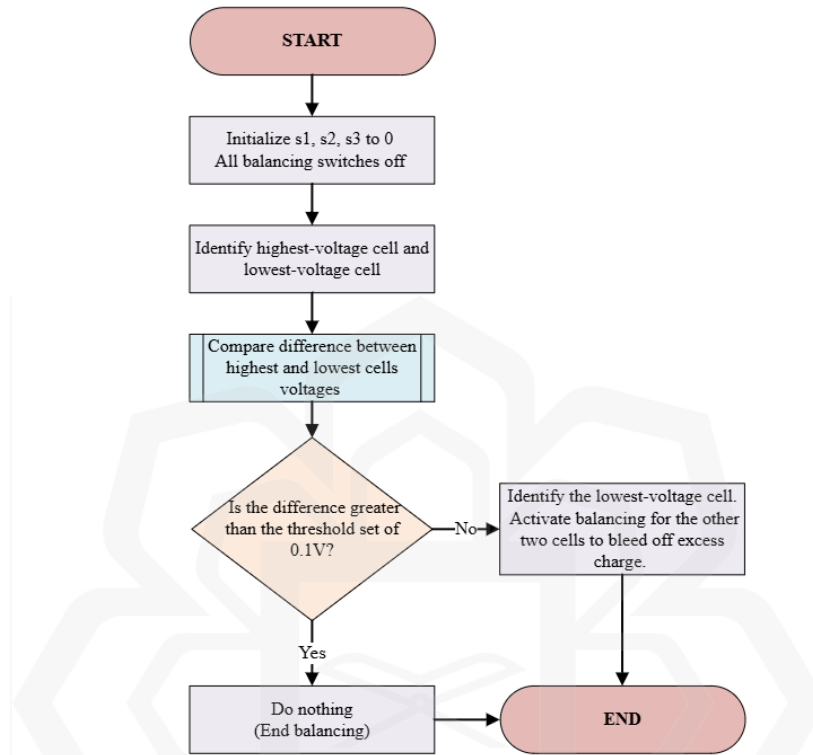 START
Initialize s1, s2, s3 to 0
All balancing switches off
Identify highest-voltage cell and
lowest-voltage cell
Compare difference between
highest and lowest cells
voltages
Is the difference greater
than the threshold set of
0.1V?
No
Identify the lowest-voltage cell.
Activate balancing for the other
two cells to bleed off excess
charge.
Yes
Do nothing
(End balancing)
END